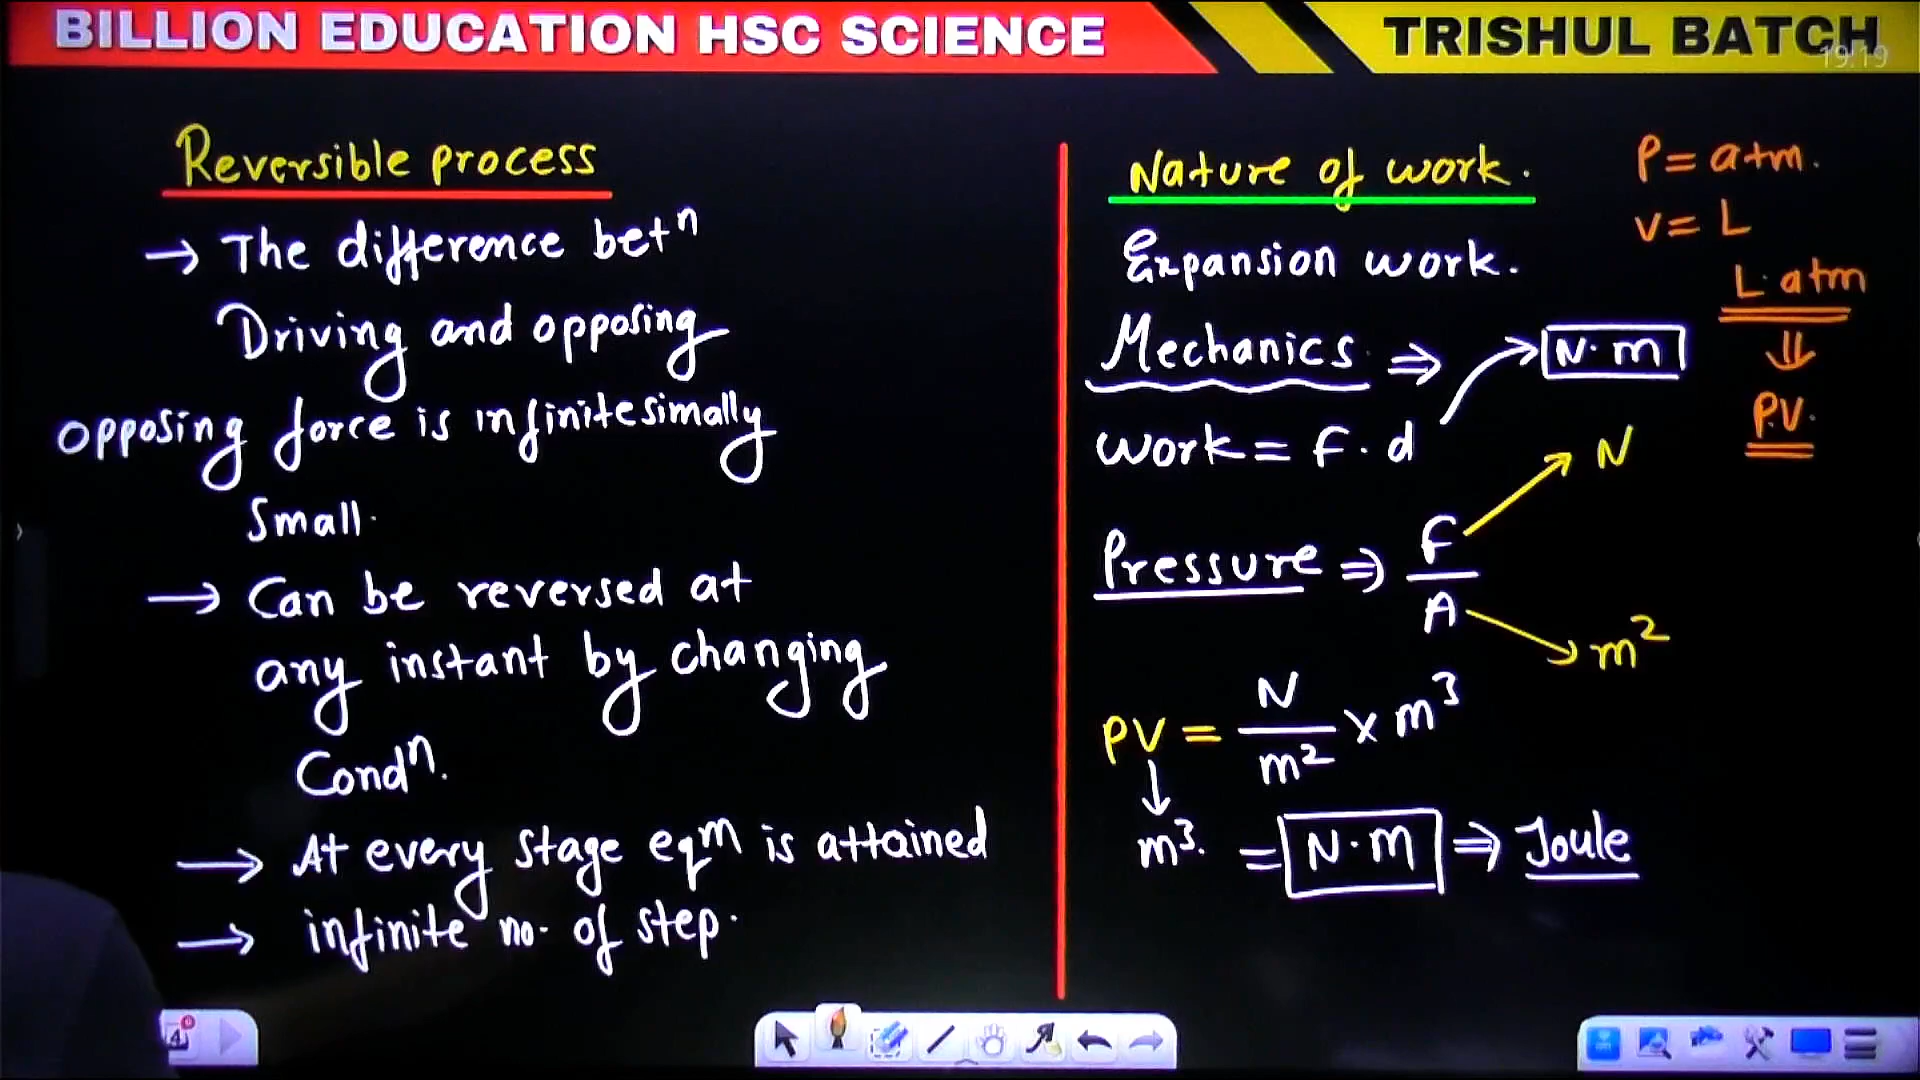 BILLION EDUCATION HSC SCIENCE
TRISHUL BATCH
19:19
Reversible process
→ The difference betⁿ
Driving and opposing
opposing force is infinitesimally
small.
→ Can be reversed at
any instant by changing
Condⁿ.
→ At every stage eqᵐ is attained
→ infinite no. of step.
Nature of work.
Expansion work.
Mechanics ⇒ → N·m
work = F·d
Pressure ⇒ F/A
→ N
→ m²
PV = N/m² × m³
↓
m³. = N·m ⇒ Joule
P = atm.
V = L
L·atm
⇓
P.V.